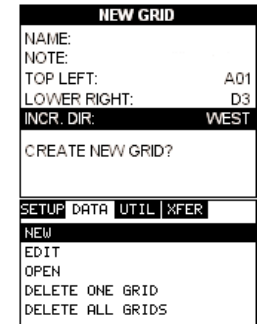 NEW GRID
NAME:
NOTE:
TOP LEFT: A01
LOWER RIGHT: D3
INCR. DIR: WEST
CREATE NEW GRID?
SETUP DATA UTIL XFER
NEW
EDIT
OPEN
DELETE ONE GRID
DELETE ALL GRIDS